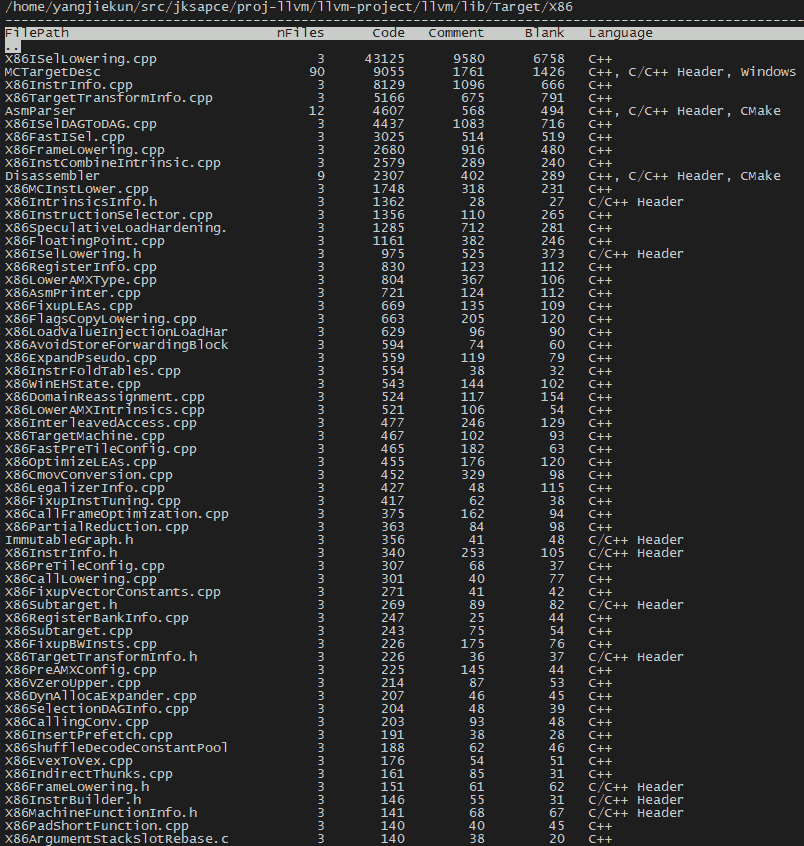 /home/yangjiekun/src/jksapce/proj-llvm/llvm-project/llvm/lib/Target/X86
FilePath nFiles Code Comment Blank Language
..
X86ISelLowering.cpp 3 43125 9580 6758 C++
MCTargetDesc 90 9055 1761 1426 C++, C/C++ Header, Windows
X86InstrInfo.cpp 3 8129 1096 666 C++
X86TargetTransformInfo.cpp 3 5166 675 791 C++
AsmParser 12 4607 568 494 C++, C/C++ Header, CMake
X86ISelDAGToDAG.cpp 3 4437 1083 716 C++
X86FastISel.cpp 3 3025 514 519 C++
X86FrameLowering.cpp 3 2680 916 480 C++
X86InstCombineIntrinsic.cpp 3 2579 289 240 C++
Disassembler 9 2307 402 289 C++, C/C++ Header, CMake
X86MCInstLower.cpp 3 1748 318 231 C++
X86IntrinsicsInfo.h 3 1362 28 27 C/C++ Header
X86InstructionSelector.cpp 3 1356 110 265 C++
X86SpeculativeLoadHardening. 3 1285 712 281 C++
X86FloatingPoint.cpp 3 1161 382 246 C++
X86ISelLowering.h 3 975 525 373 C/C++ Header
X86RegisterInfo.cpp 3 830 123 112 C++
X86LowerAMXType.cpp 3 804 367 106 C++
X86AsmPrinter.cpp 3 721 124 112 C++
X86FixupLEAs.cpp 3 669 135 109 C++
X86FlagsCopyLowering.cpp 3 663 205 120 C++
X86LoadValueInjectionLoadHar 3 629 96 90 C++
X86AvoidStoreForwardingBlock 3 594 74 60 C++
X86ExpandPseudo.cpp 3 559 119 79 C++
X86InstrFoldTables.cpp 3 554 38 32 C++
X86WinEHState.cpp 3 543 144 102 C++
X86DomainReassignment.cpp 3 524 117 154 C++
X86LowerAMXIntrinsics.cpp 3 521 106 54 C++
X86InterleavedAccess.cpp 3 477 246 129 C++
X86TargetMachine.cpp 3 467 102 93 C++
X86FastPreTileConfig.cpp 3 465 182 63 C++
X86OptimizeLEAs.cpp 3 455 176 120 C++
X86CmovConversion.cpp 3 452 329 98 C++
X86LegalizerInfo.cpp 3 427 48 115 C++
X86FixupInstTuning.cpp 3 417 62 38 C++
X86CallFrameOptimization.cpp 3 375 162 94 C++
X86PartialReduction.cpp 3 363 84 98 C++
ImmutableGraph.h 3 356 41 48 C/C++ Header
X86InstrInfo.h 3 340 253 105 C/C++ Header
X86PreTileConfig.cpp 3 307 68 37 C++
X86CallLowering.cpp 3 301 40 77 C++
X86FixupVectorConstants.cpp 3 271 41 42 C++
X86Subtarget.h 3 269 89 82 C/C++ Header
X86RegisterBankInfo.cpp 3 247 25 44 C++
X86Subtarget.cpp 3 243 75 54 C++
X86FixupBWInsts.cpp 3 226 175 76 C++
X86TargetTransformInfo.h 3 226 36 37 C/C++ Header
X86PreAMXConfig.cpp 3 225 145 44 C++
X86VZeroUpper.cpp 3 214 87 53 C++
X86DynAllocaExpander.cpp 3 207 46 45 C++
X86SelectionDAGInfo.cpp 3 204 48 39 C++
X86CallingConv.cpp 3 203 93 48 C++
X86InsertPrefetch.cpp 3 191 38 28 C++
X86ShuffleDecodeConstantPool 3 188 62 46 C++
X86EvexToVex.cpp 3 176 54 51 C++
X86IndirectThunks.cpp 3 161 85 31 C++
X86FrameLowering.h 3 151 61 62 C/C++ Header
X86InstrBuilder.h 3 146 55 31 C/C++ Header
X86MachineFunctionInfo.h 3 141 68 67 C/C++ Header
X86PadShortFunction.cpp 3 140 40 45 C++
X86ArgumentStackSlotRebase.c 3 140 38 20 C++